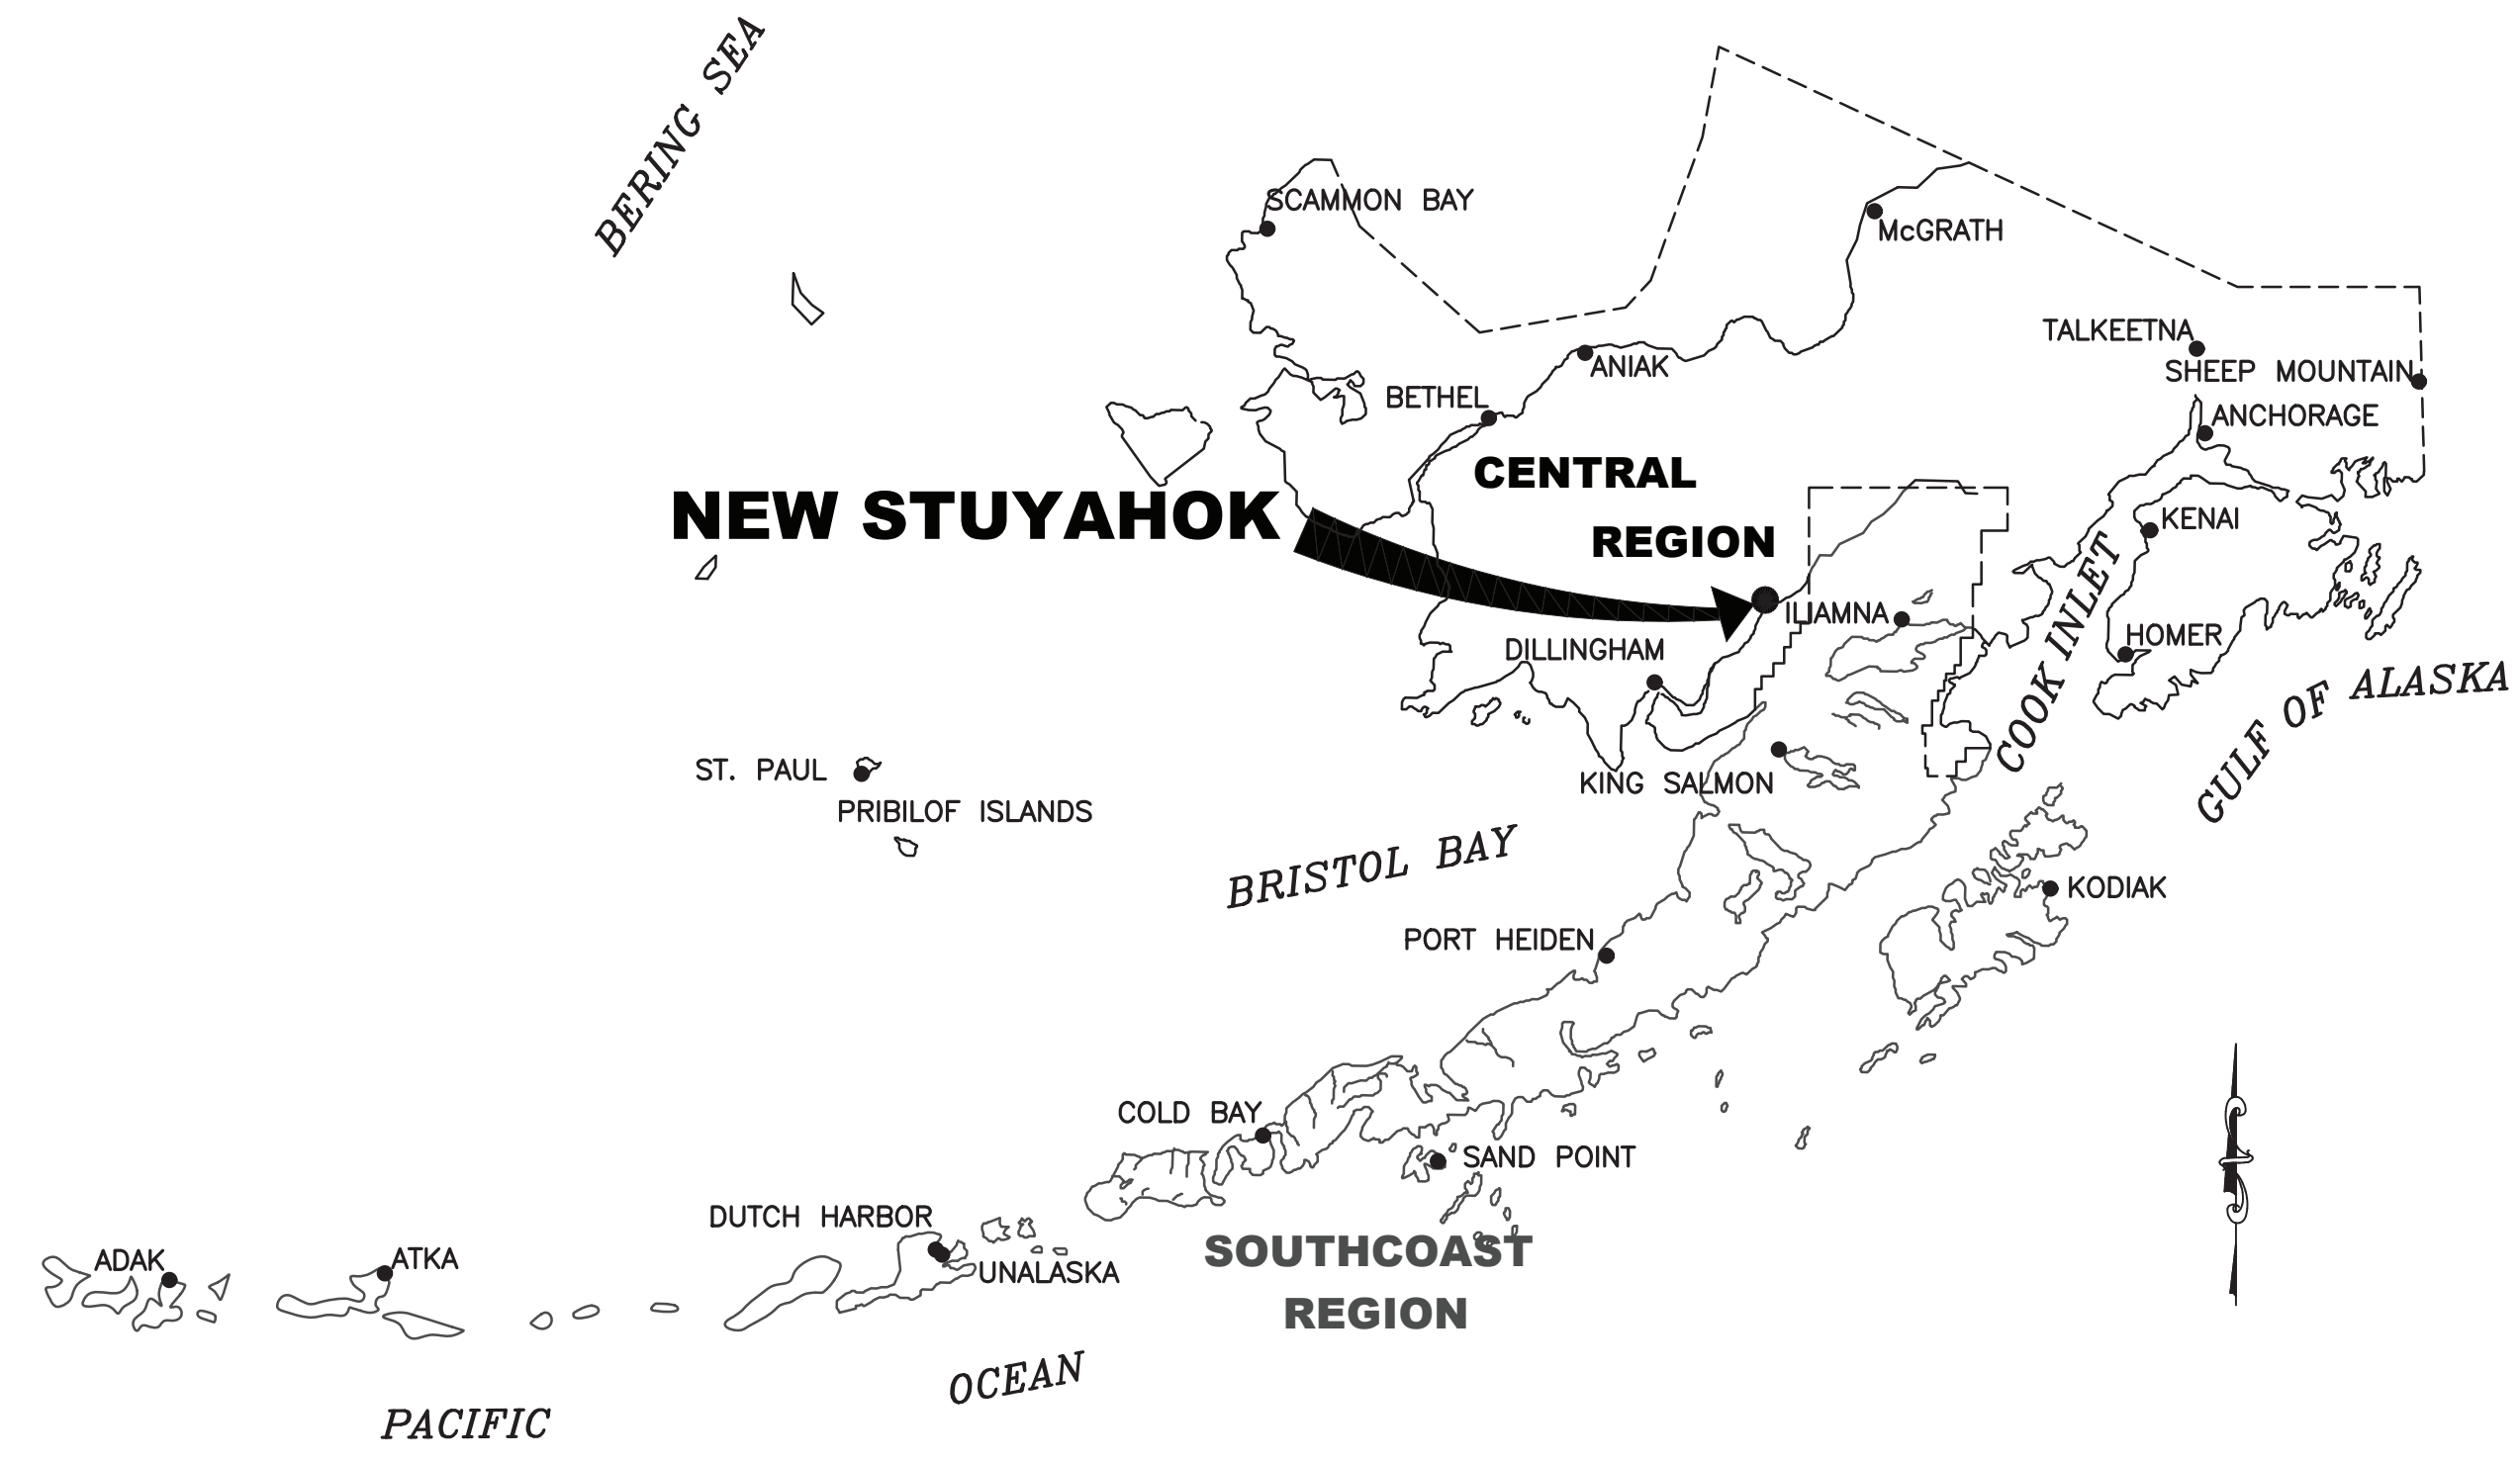 BERING SEA
SCAMMON BAY
McGRATH
TALKEETNA
ANIAK
SHEEP MOUNTAIN
BETHEL
ANCHORAGE
CENTRAL
REGION
NEW STUYAHOK
KENAI
ILIAMNA
COOK INLET
HOMER
DILLINGHAM
GULF OF ALASKA
ST. PAUL
KING SALMON
PRIBILOF ISLANDS
BRISTOL BAY
KODIAK
PORT HEIDEN
COLD BAY
SAND POINT
DUTCH HARBOR
SOUTHCOAST
REGION
ADAK
ATKA
UNALASKA
PACIFIC
OCEAN